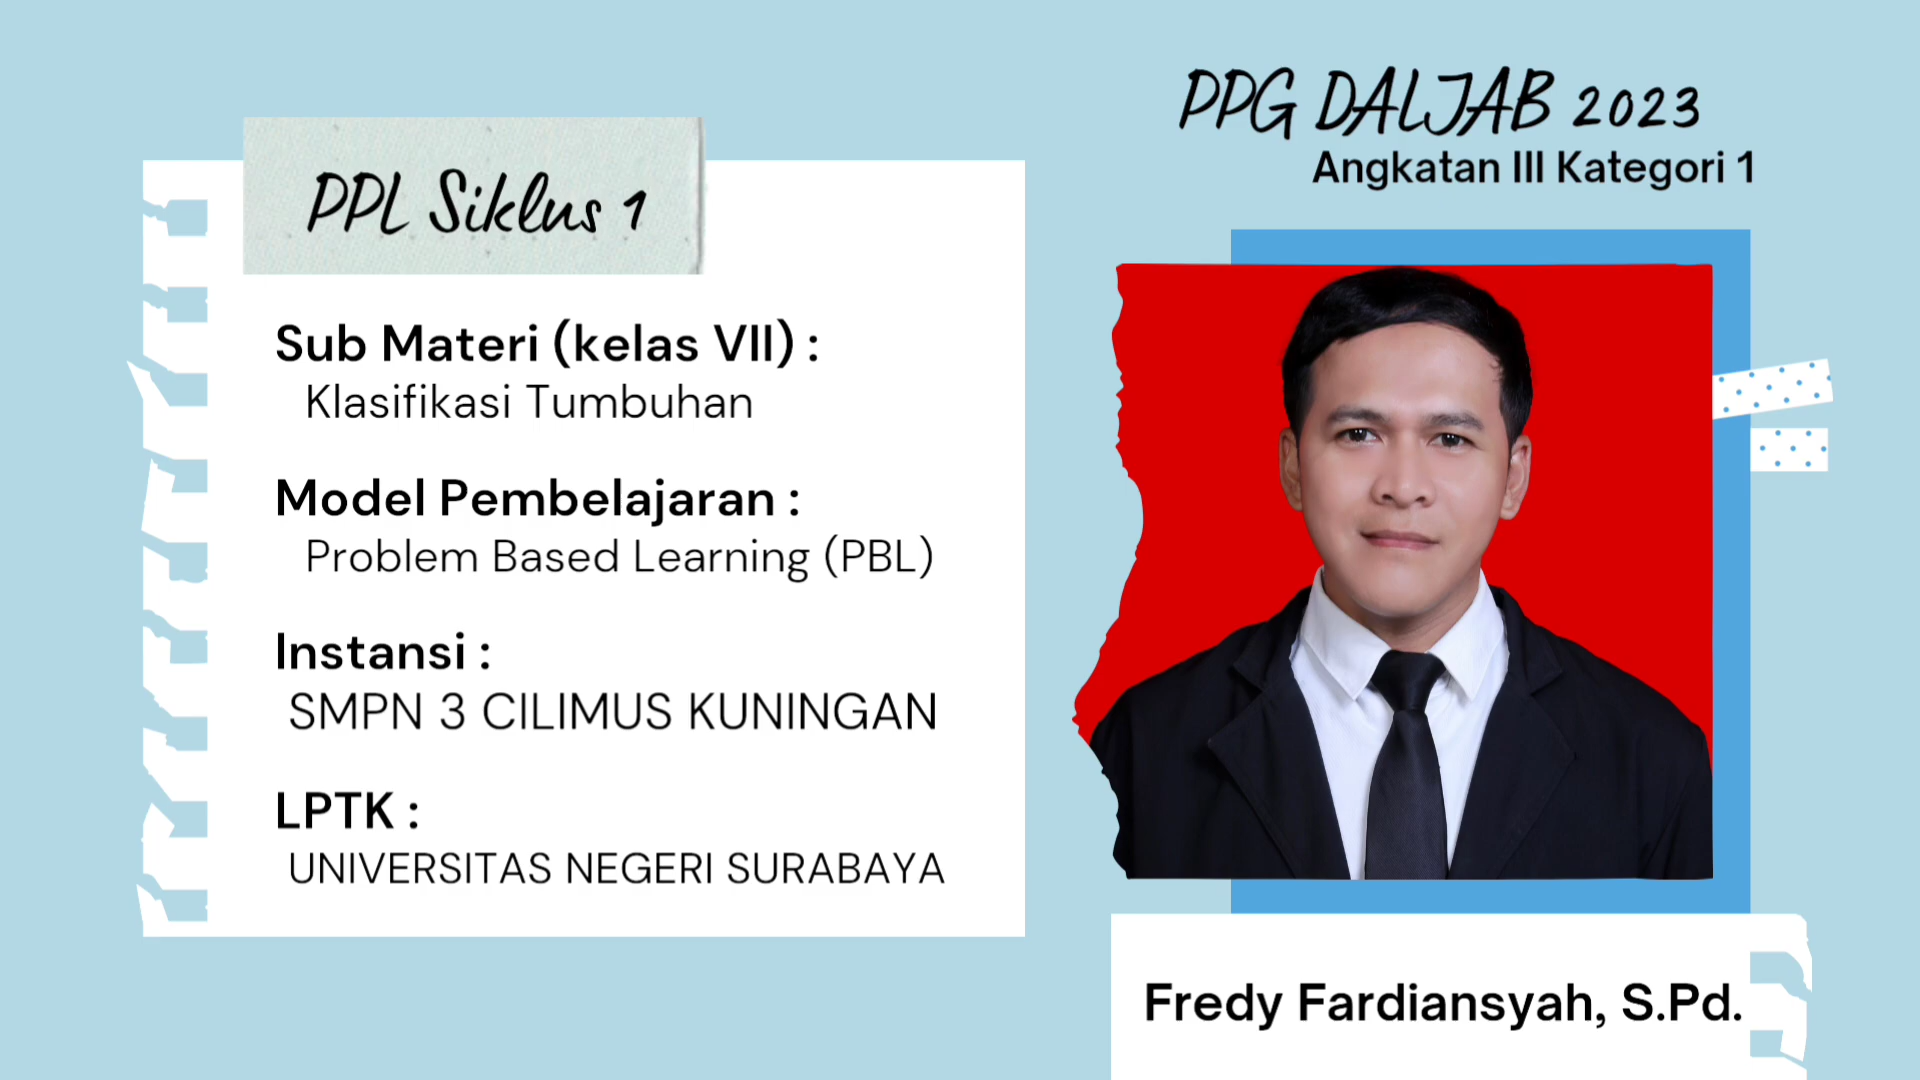 PPG DALJAB 2023
Angkatan III Kategori 1
PPL Siklus 1
Sub Materi (kelas VII) :
Klasifikasi Tumbuhan
Model Pembelajaran :
Problem Based Learning (PBL)
Instansi :
SMPN 3 CILIMUS KUNINGAN
LPTK :
UNIVERSITAS NEGERI SURABAYA
Fredy Fardiansyah, S.Pd.